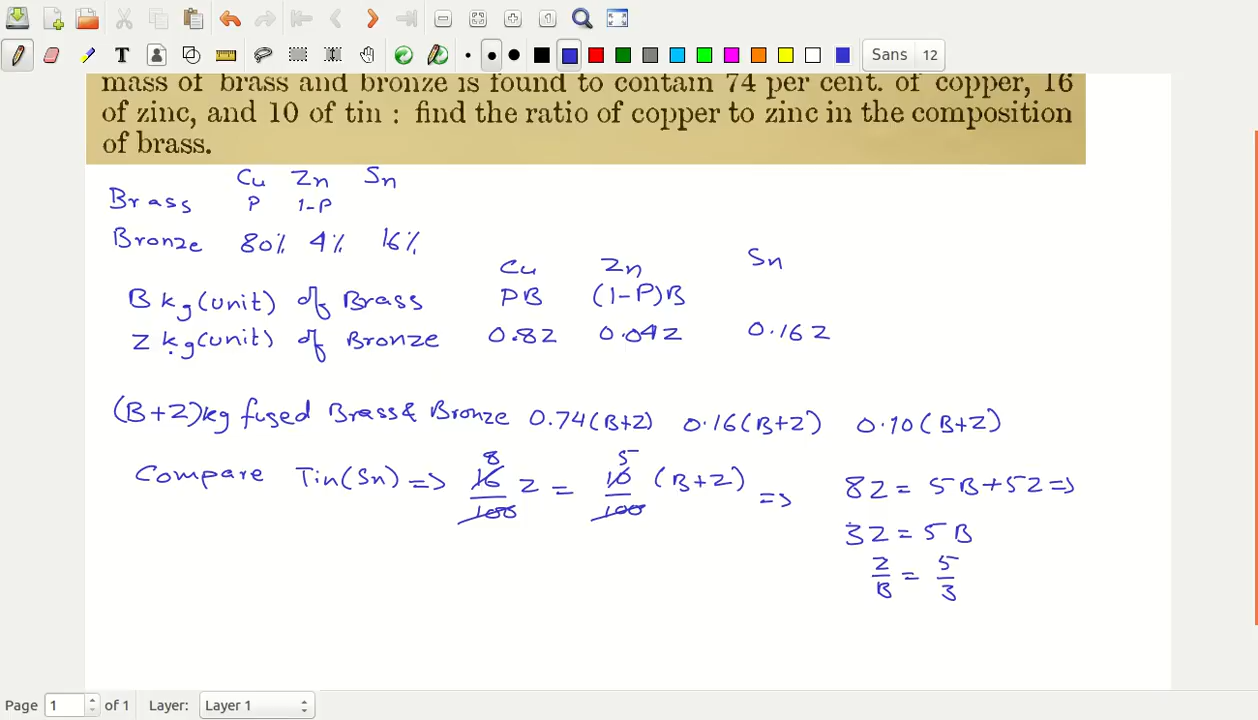 Sans 12
mass of brass and bronze is found to contain 74 per cent. of copper, 16
of zinc, and 10 of tin : find the ratio of copper to zinc in the composition
of brass.
Cu Zn Sn
Brass P 1-P
Bronze 80% 4% 16%
Cu Zn Sn
B kg(unit) of Brass PB (1-P)B
Z kg(unit) of Bronze 0.8Z 0.04Z 0.16Z
(B+Z)kg fused Brass & Bronze 0.74(B+Z) 0.16(B+Z) 0.10(B+Z)
8 5
Compare Tin(Sn) => 16/100 Z = 10/100 (B+Z) => 8Z = 5B+5Z =>
3Z = 5B
Z/B = 5/3
Page 1 of 1 Layer: Layer 1